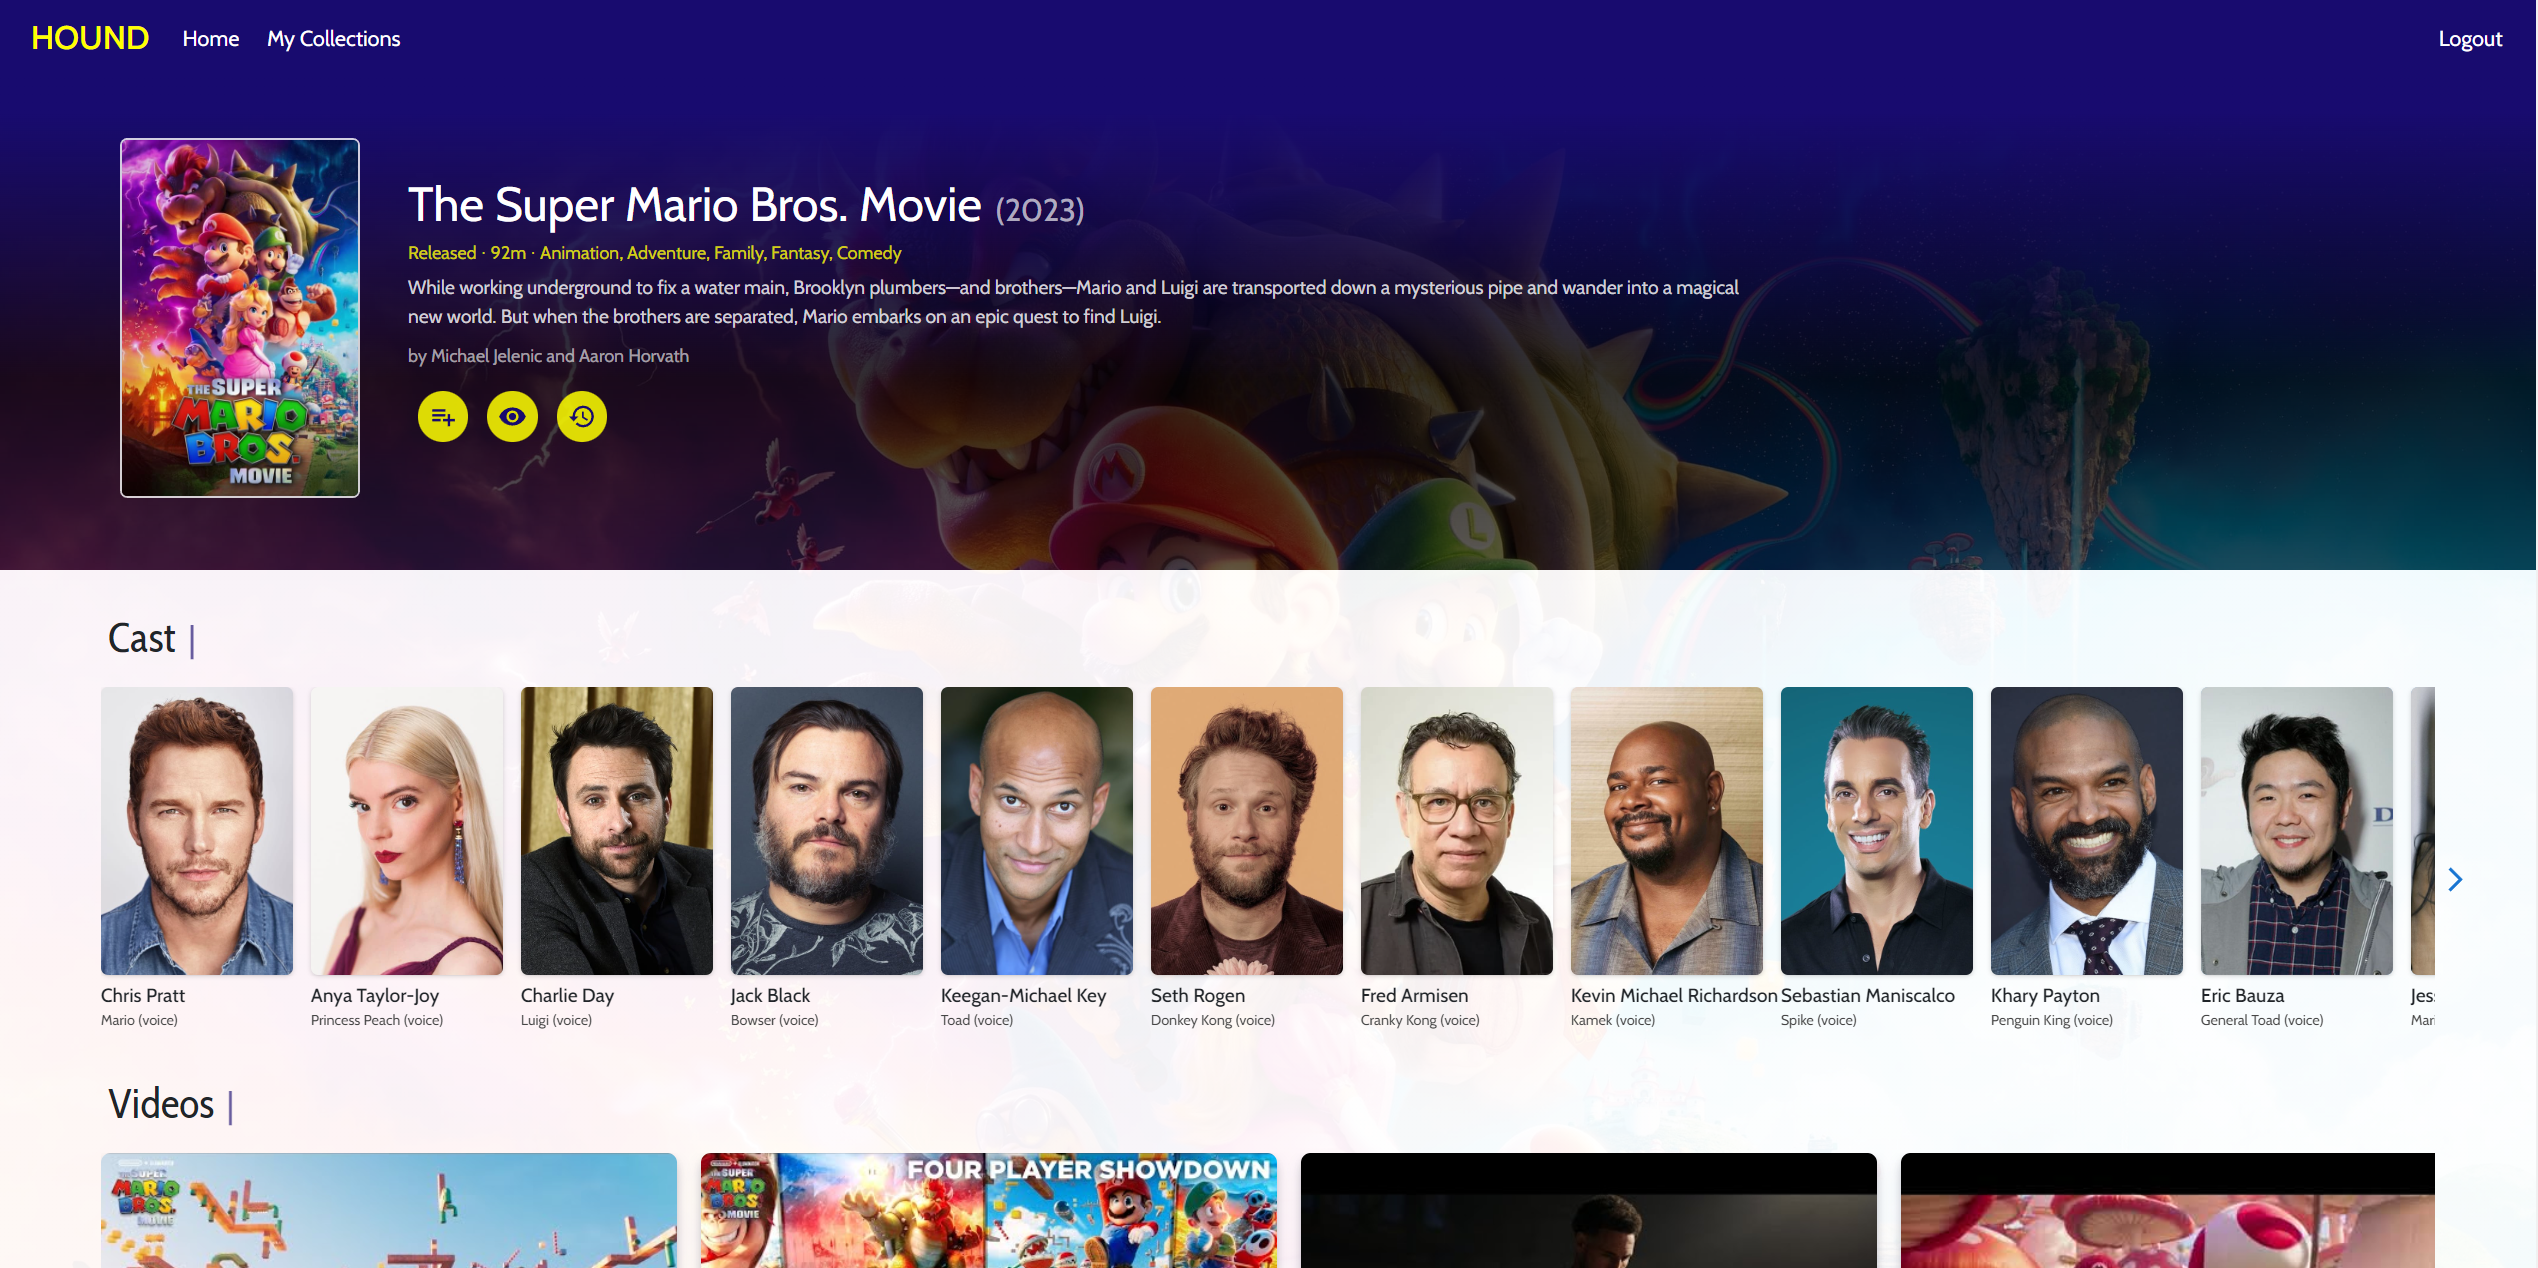 HOUND Home My Collections Logout
The Super Mario Bros. Movie (2023)
Released · 92m · Animation, Adventure, Family, Fantasy, Comedy
While working underground to fix a water main, Brooklyn plumbers—and brothers—Mario and Luigi are transported down a mysterious pipe and wander into a magical
new world. But when the brothers are separated, Mario embarks on an epic quest to find Luigi.
by Michael Jelenic and Aaron Horvath
THE SUPER
MARIO
BROS.
MOVIE
M
L
Cast |
D
Chris Pratt
Mario (voice)
Anya Taylor-Joy
Princess Peach (voice)
Charlie Day
Luigi (voice)
Jack Black
Bowser (voice)
Keegan-Michael Key
Toad (voice)
Seth Rogen
Donkey Kong (voice)
Fred Armisen
Cranky Kong (voice)
Kevin Michael Richardson
Kamek (voice)
Sebastian Maniscalco
Spike (voice)
Khary Payton
Penguin King (voice)
Eric Bauza
General Toad (voice)
Jes
Mari
Videos |
THE SUPER
MARIO
BROS.
MOVIE
THE SUPER
MARIO
BROS.
MOVIE
FOUR PLAYER SHOWDOWN